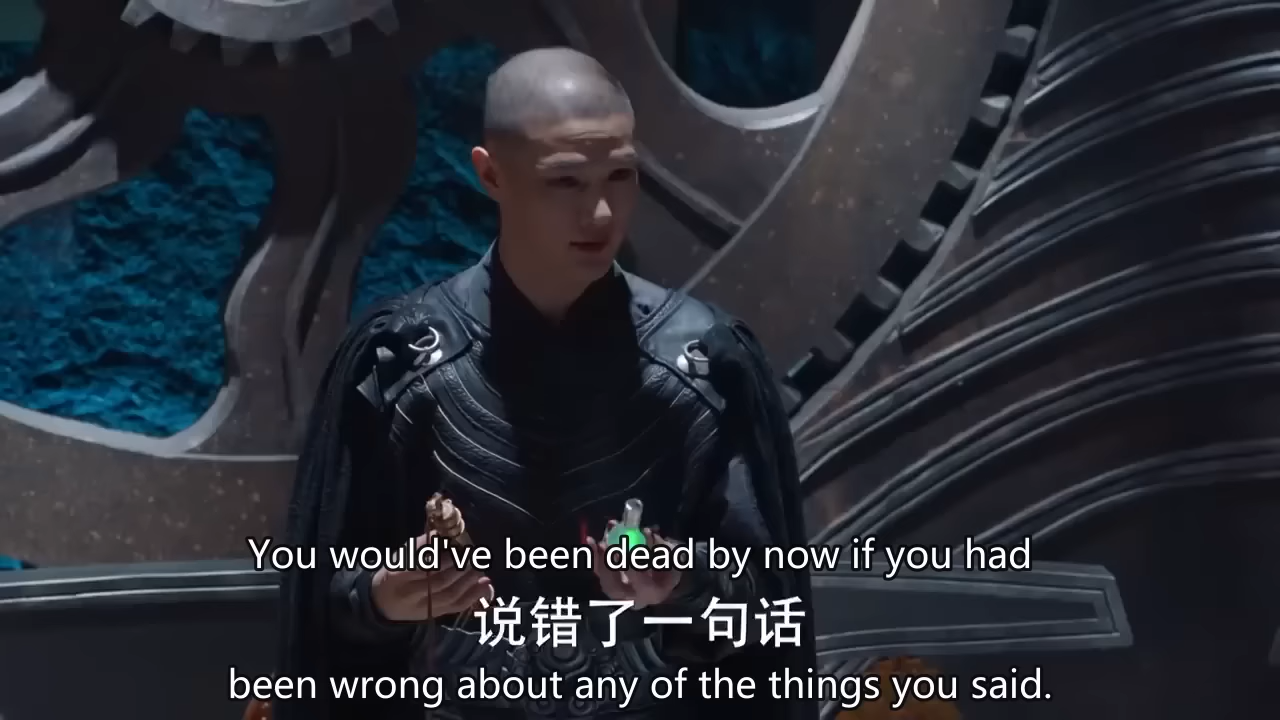 You would've been dead by now if you had
说错了一句话
been wrong about any of the things you said.